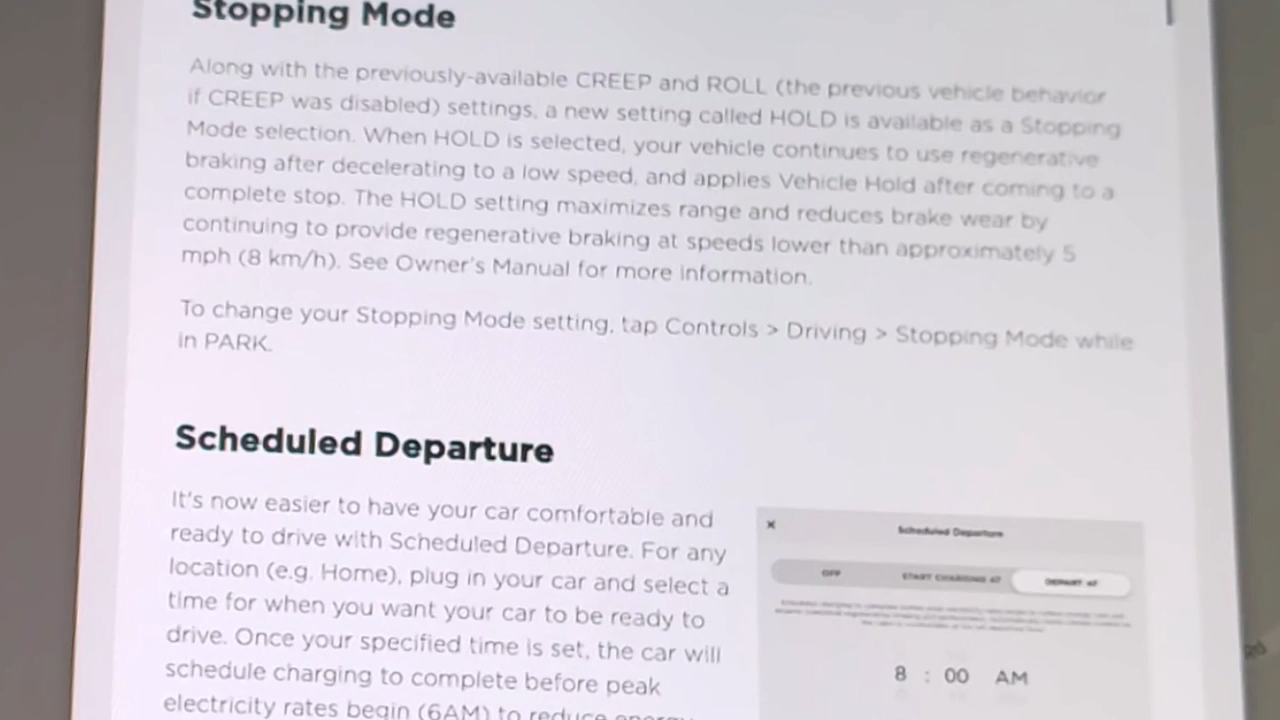 Stopping Mode
Along with the previously-available CREEP and ROLL (the previous vehicle behavior
if CREEP was disabled) settings, a new setting called HOLD is available as a Stopping
Mode selection. When HOLD is selected, your vehicle continues to use regenerative
braking after decelerating to a low speed, and applies Vehicle Hold after coming to a
complete stop. The HOLD setting maximizes range and reduces brake wear by
continuing to provide regenerative braking at speeds lower than approximately 5
mph (8 km/h). See Owner's Manual for more information.
To change your Stopping Mode setting, tap Controls > Driving > Stopping Mode while
in PARK.
Scheduled Departure
It's now easier to have your car comfortable and
ready to drive with Scheduled Departure. For any
location (e.g. Home), plug in your car and select a
time for when you want your car to be ready to
drive. Once your specified time is set, the car will
schedule charging to complete before peak
electricity rates begin (6AM) to reduce energy
× Scheduled Departure
OFF START CHARGING AT DEPART AT
8 : 00 AM